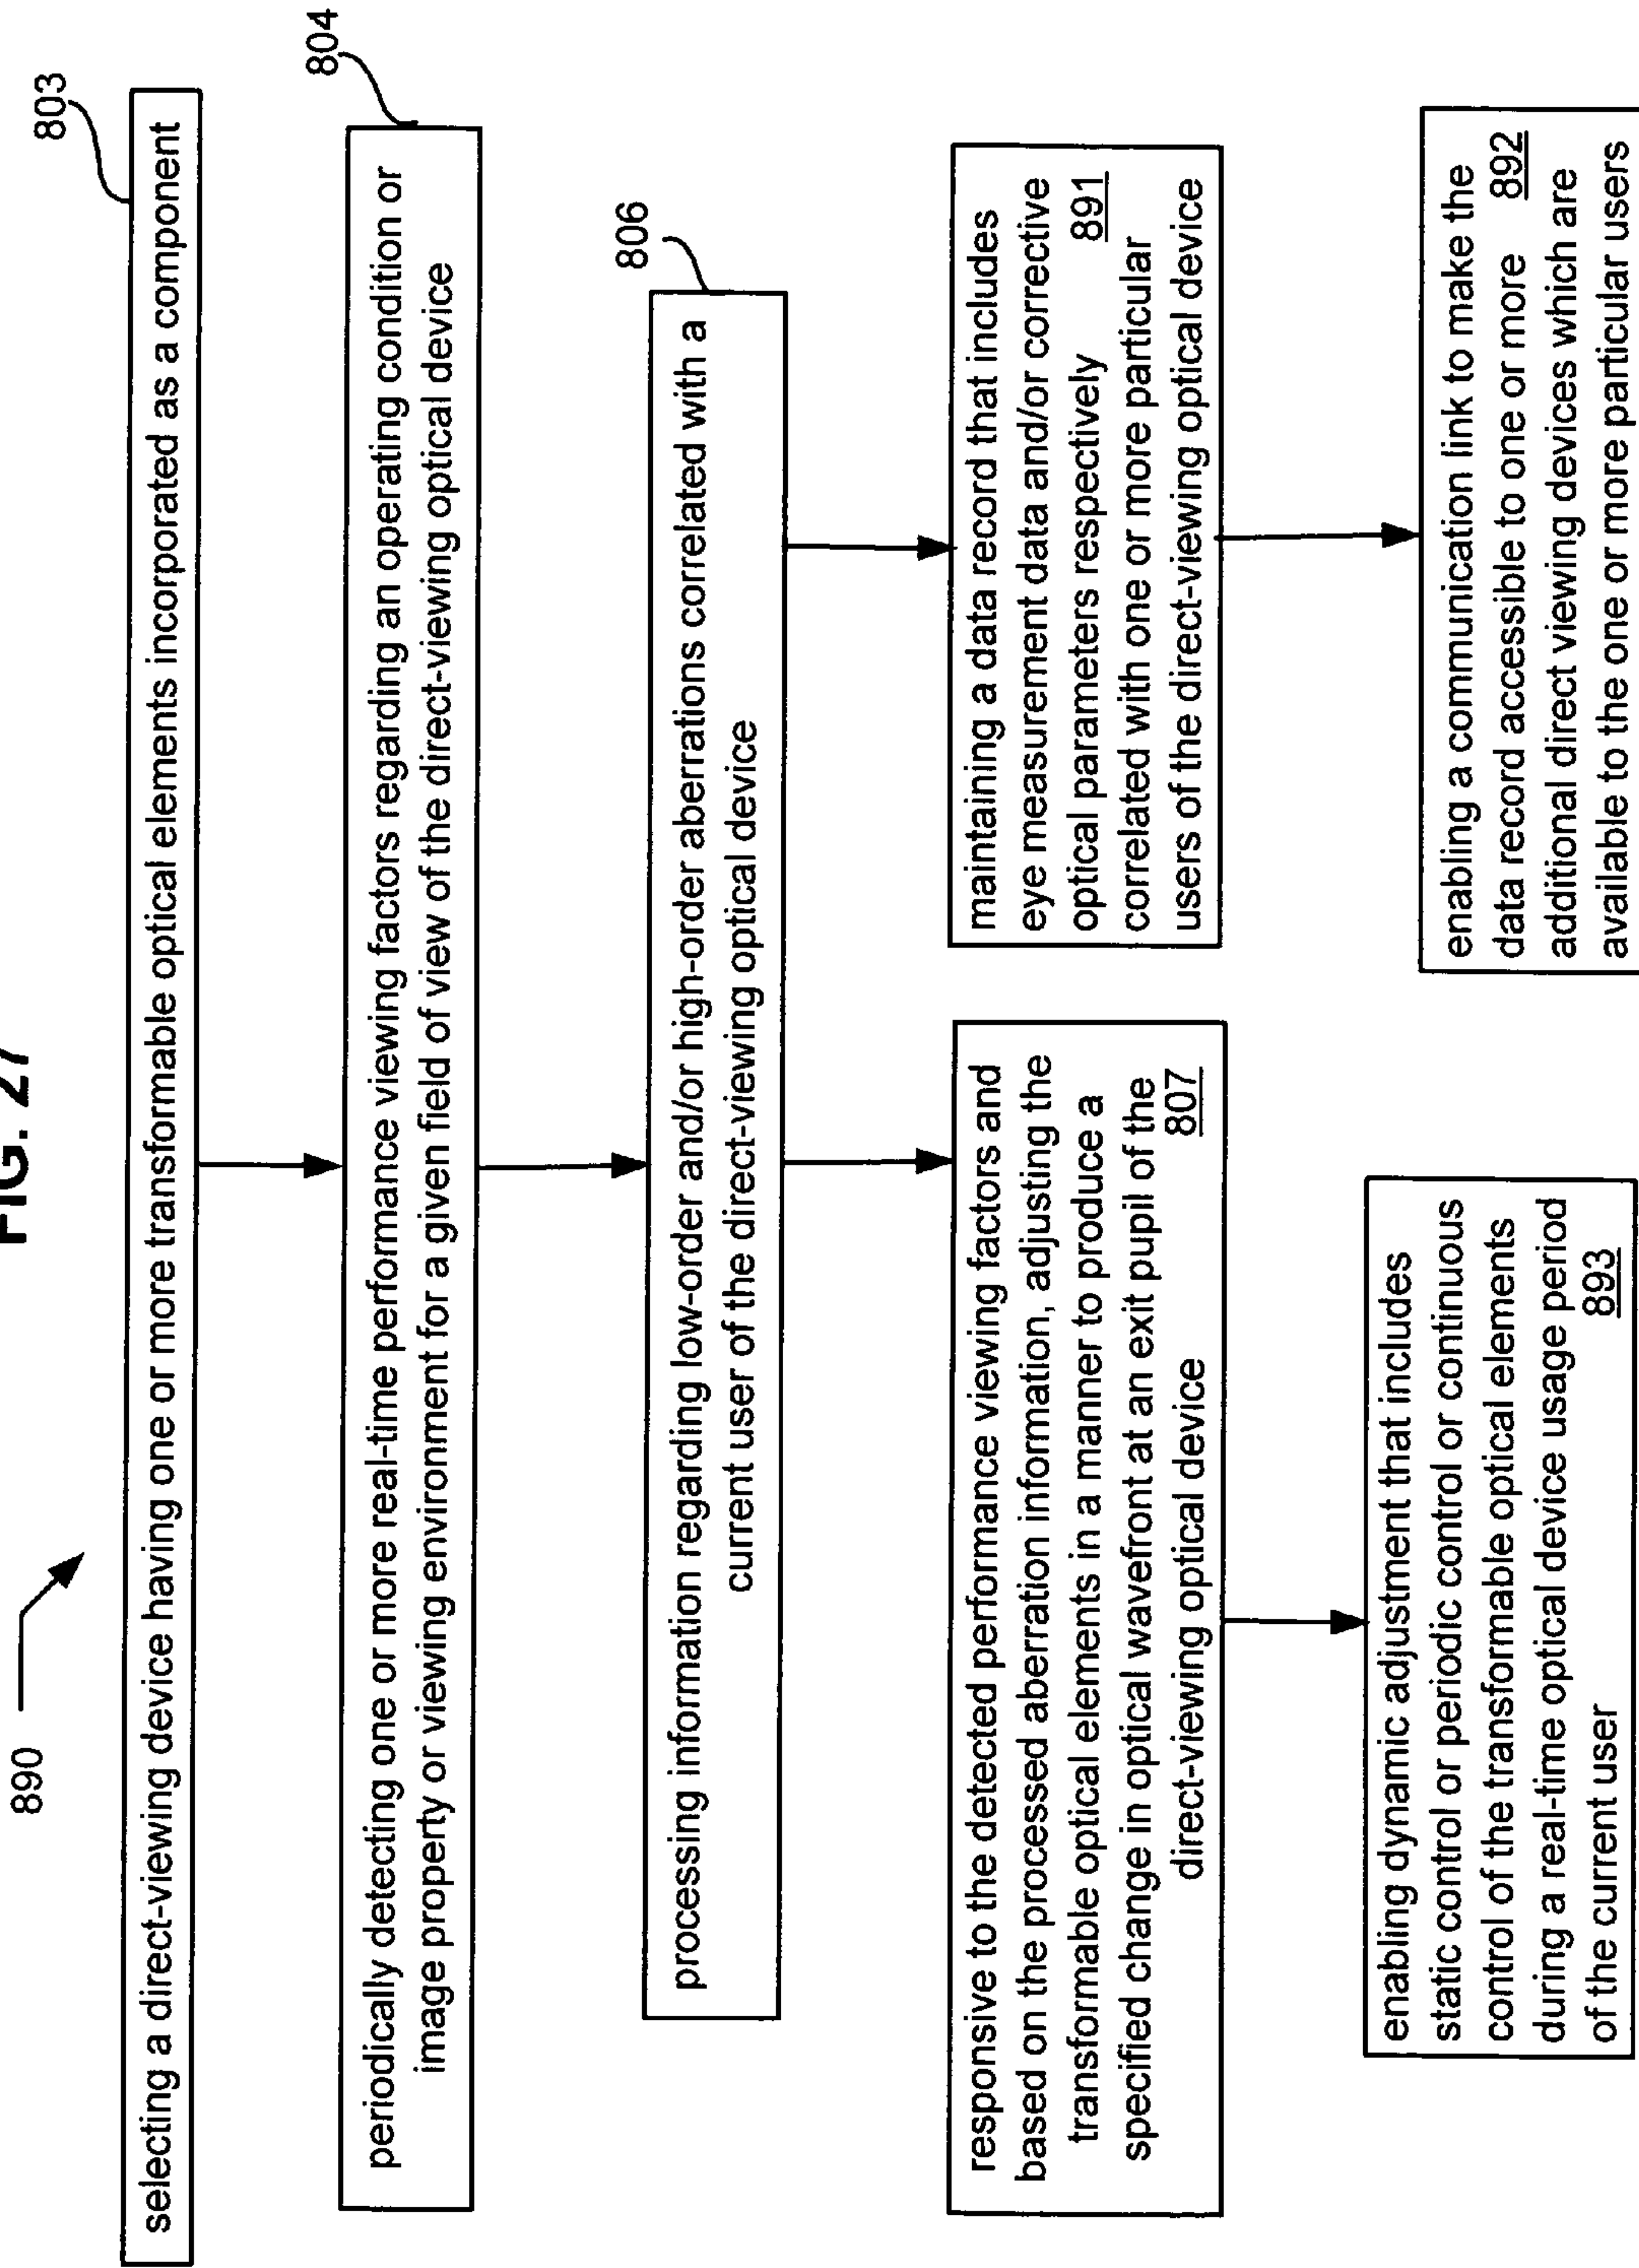 FIG. 27
890
803
selecting a direct-viewing device having one or more transformable optical elements incorporated as a component
804
periodically detecting one or more real-time performance viewing factors regarding an operating condition or
image property or viewing environment for a given field of view of the direct-viewing optical device
806
processing information regarding low-order and/or high-order aberrations correlated with a
current user of the direct-viewing optical device
responsive to the detected performance viewing factors and
based on the processed aberration information, adjusting the
transformable optical elements in a manner to produce a
specified change in optical wavefront at an exit pupil of the
direct-viewing optical device 807
maintaining a data record that includes
eye measurement data and/or corrective
optical parameters respectively 891
correlated with one or more particular
users of the direct-viewing optical device
enabling dynamic adjustment that includes
static control or periodic control or continuous
control of the transformable optical elements
during a real-time optical device usage period
of the current user 893
enabling a communication link to make the
data record accessible to one or more 892
additional direct viewing devices which are
available to the one or more particular users